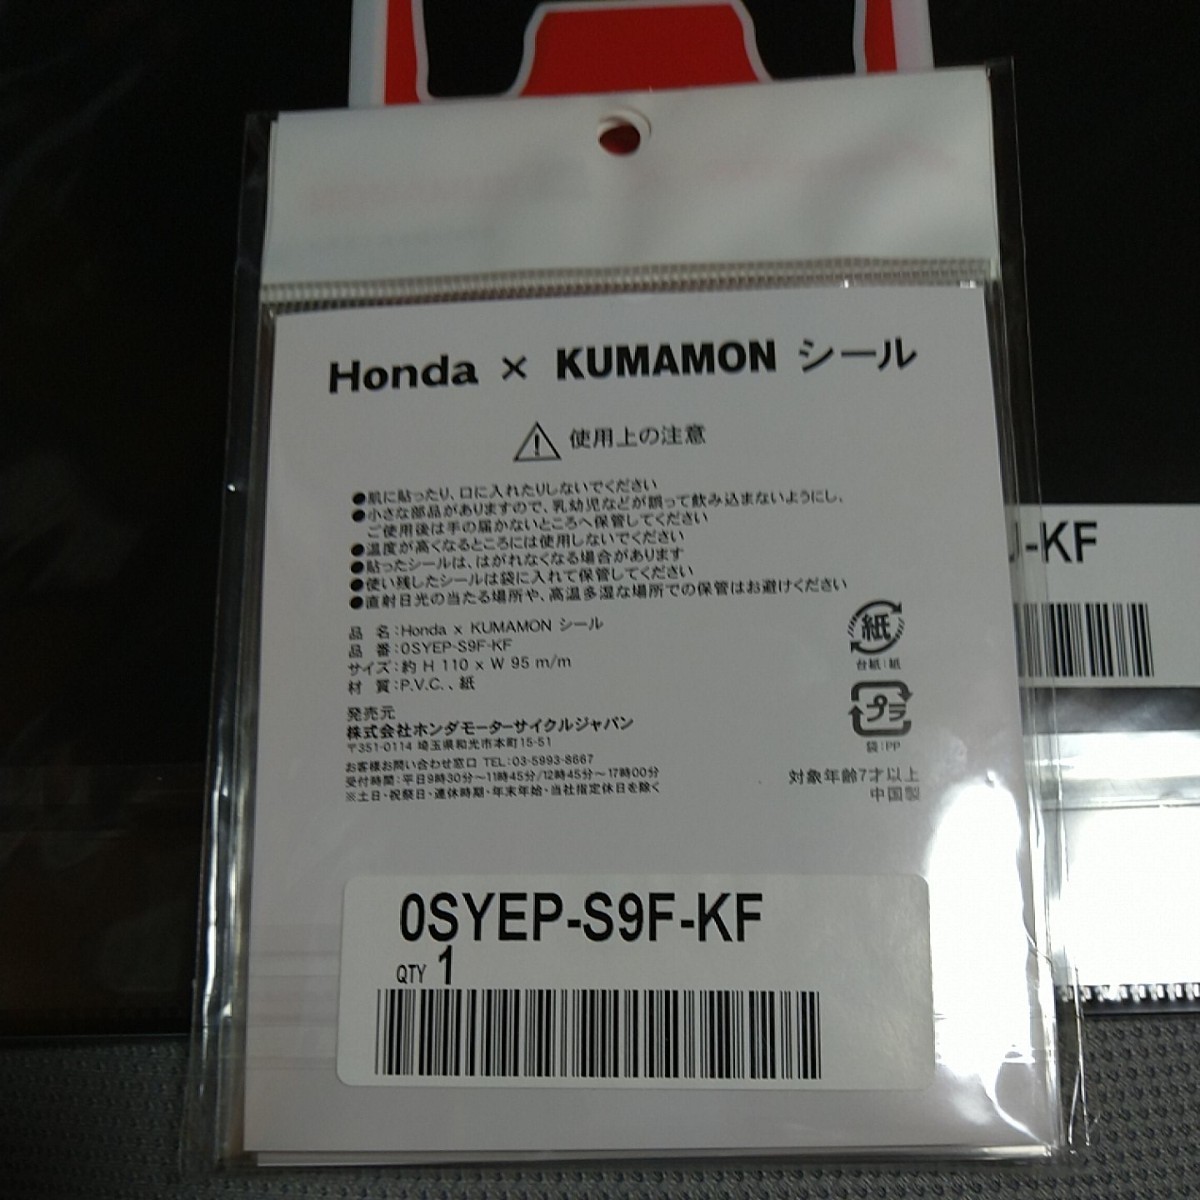 Honda × KUMAMON シール
使用上の注意
●肌に貼ったり、口に入れたりしないでください
●小さな部品がありますので、乳幼児などが誤って飲み込まないようにし、
ご使用後は手の届かないところへ保管してください
●温度が高くなるところには使用しないでください
●貼ったシールは、はがれなくなる場合があります
●使い残したシールは袋に入れて保管してください
●直射日光の当たる場所や、高温多湿な場所での保管はお避けください
品 名:Honda x KUMAMON シール
品 番:0SYEP-S9F-KF
サイズ:約 H 110 x W 95 m/m
材 質:P.V.C.、紙
発売元
株式会社ホンダモーターサイクルジャパン
〒351-0114 埼玉県和光市本町15-51
お客様お問い合わせ窓口 TEL:03-5993-8667
受付時間:平日9時30分～11時45分/12時45分～17時00分
※土日・祝祭日・連休時期・年末年始・当社指定休日を除く
紙
台紙:紙
プラ
袋:PP
対象年齢7才以上
中国製
0SYEP-S9F-KF
QTY 1
-KF